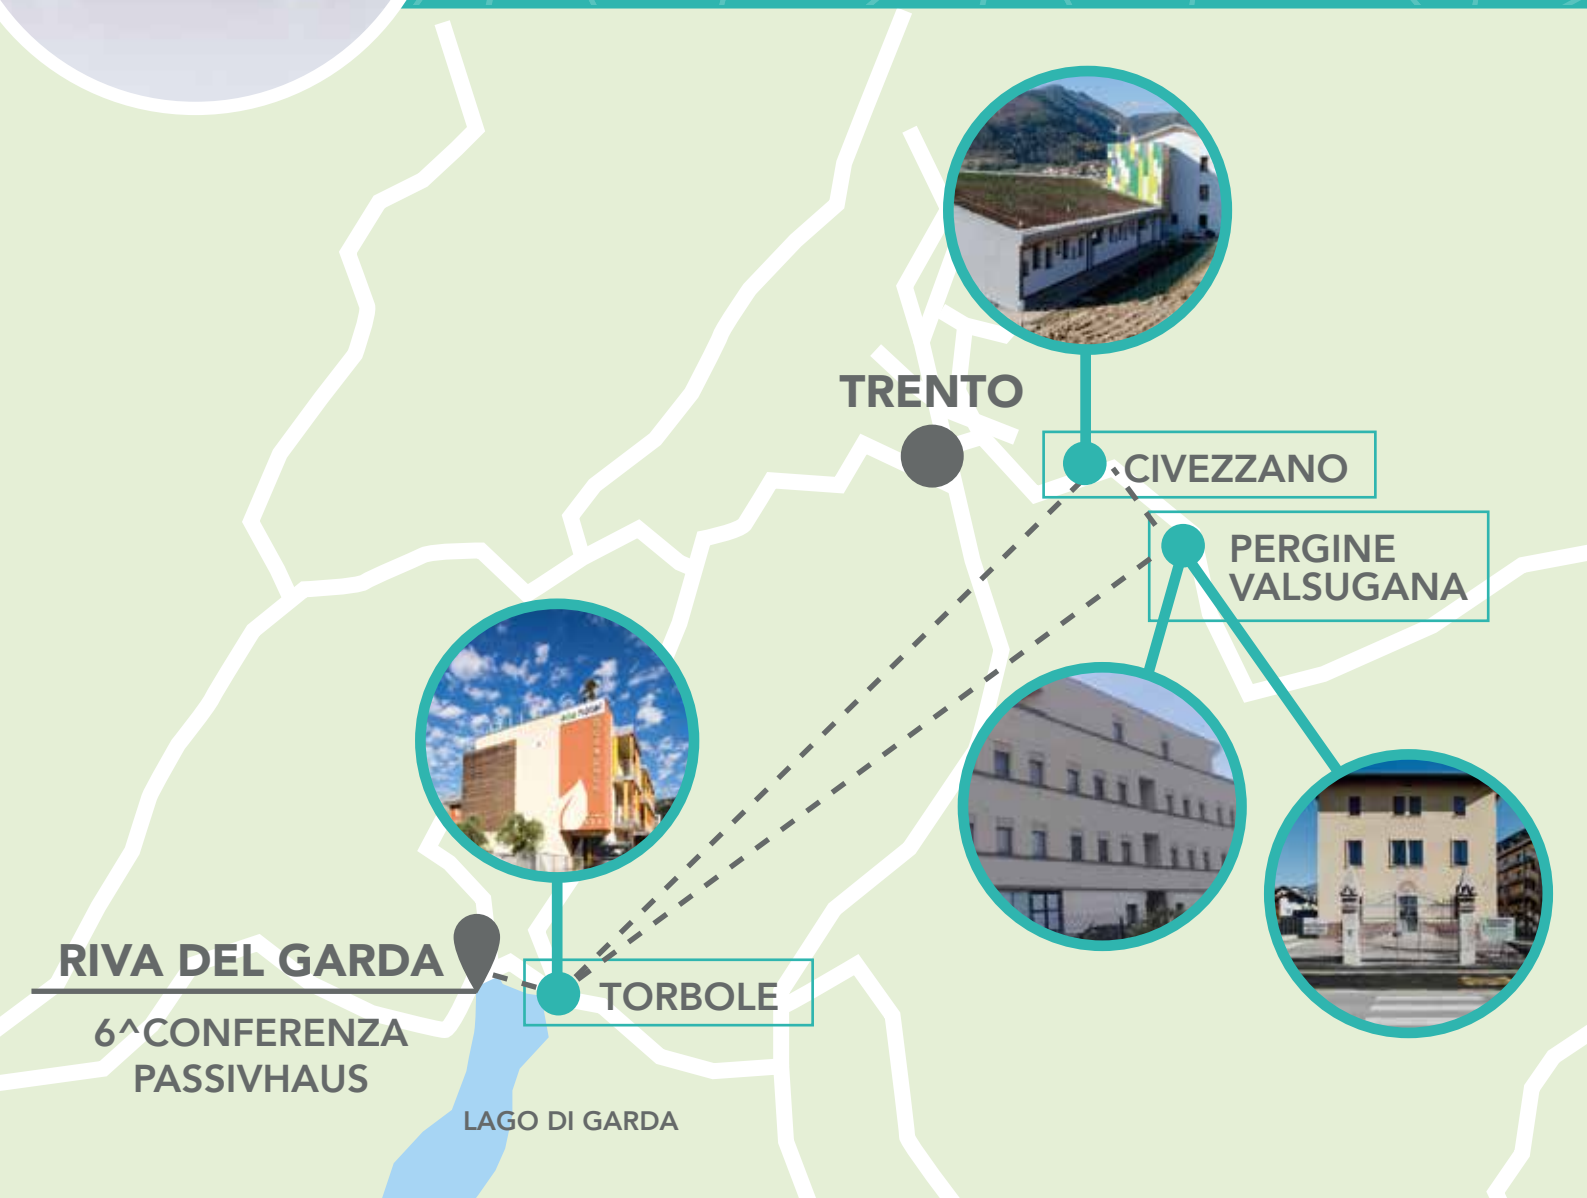 TRENTO
CIVEZZANO
PERGINE
VALSUGANA
RIVA DEL GARDA
TORBOLE
6^CONFERENZA
PASSIVHAUS
LAGO DI GARDA